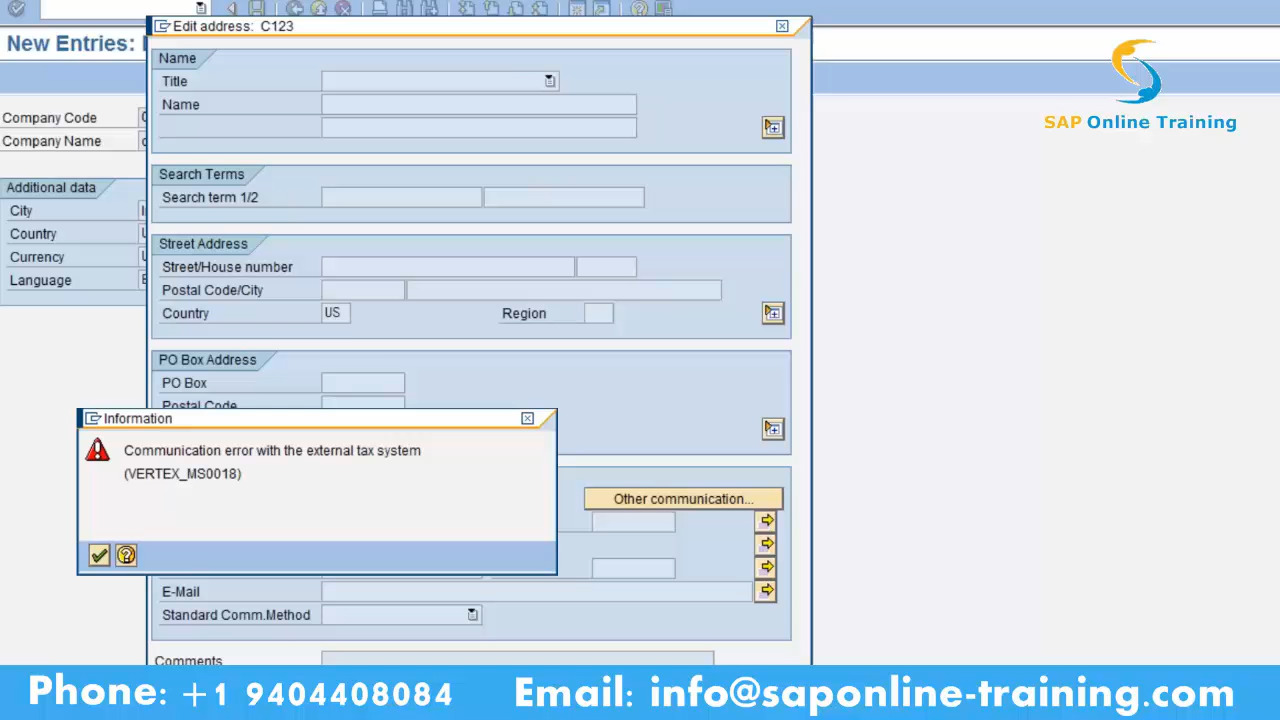 New Entries:
Edit address: C123
Name
Title
Name
Company Code
Company Name
Search Terms
Search term 1/2
Additional data
City
Country
Currency
Language
Street Address
Street/House number
Postal Code/City
Country US Region
PO Box Address
PO Box
Postal Code
Information
Communication error with the external tax system
(VERTEX_MS0018)
Other communication...
E-Mail
Standard Comm.Method
Comments
SAP Online Training
Phone: +1 9404408084 Email: info@saponline-training.com